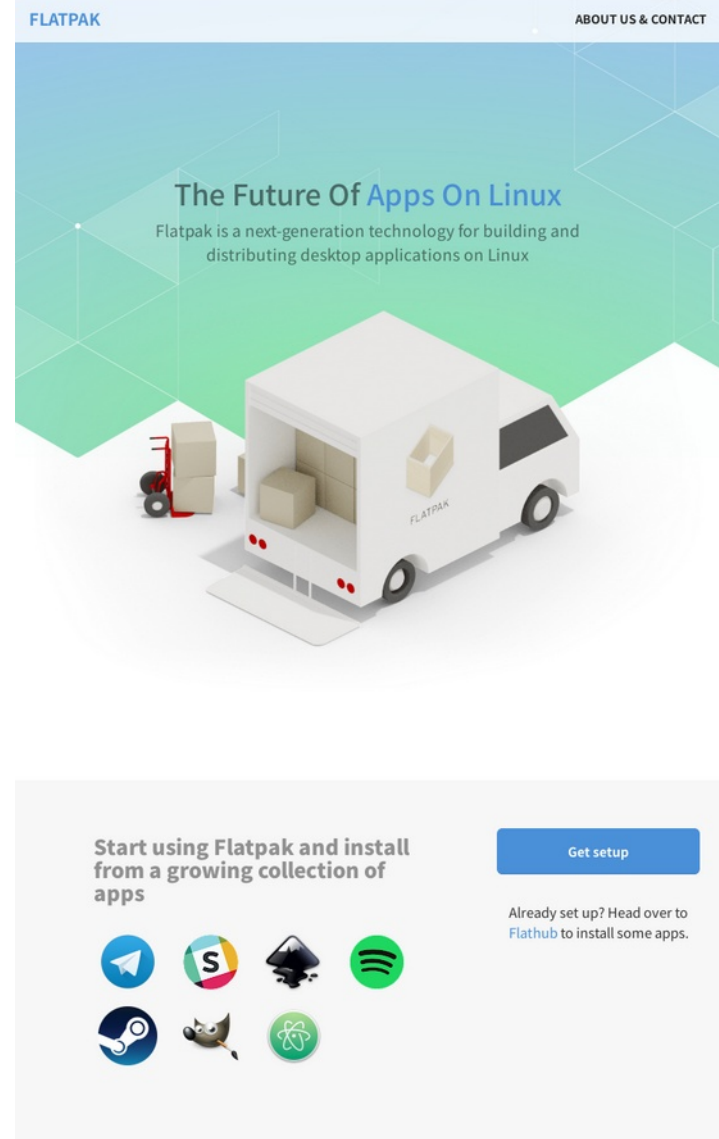 FLATPAK
ABOUT US & CONTACT
The Future Of Apps On Linux
Flatpak is a next-generation technology for building and
distributing desktop applications on Linux
FLATPAK
Start using Flatpak and install
from a growing collection of
apps
Get setup
Already set up? Head over to
Flathub to install some apps.
S